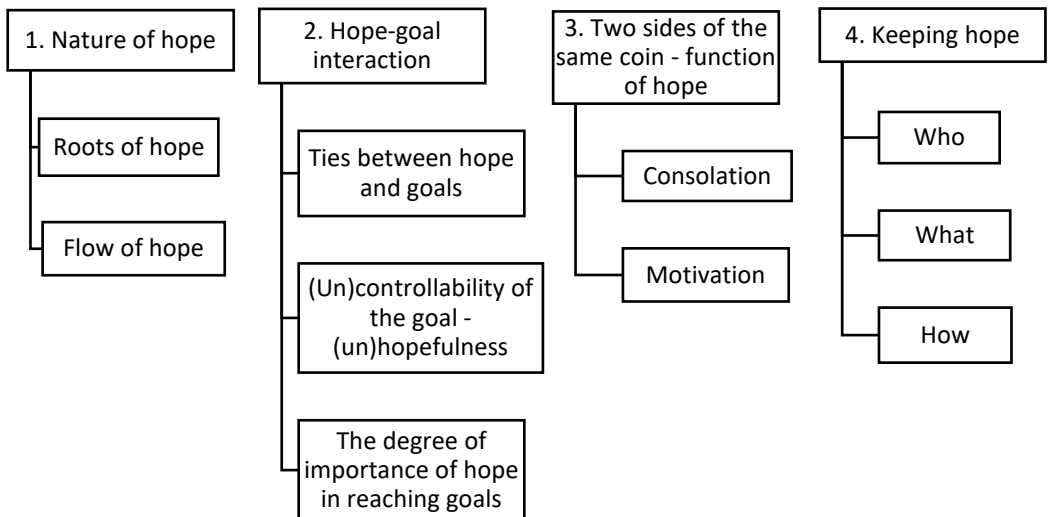 1. Nature of hope
Roots of hope
Flow of hope
2. Hope-goal
interaction
Ties between hope
and goals
(Un)controllability of
the goal -
(un)hopefulness
The degree of
importance of hope
in reaching goals
3. Two sides of the
same coin - function
of hope
Consolation
Motivation
4. Keeping hope
Who
What
How